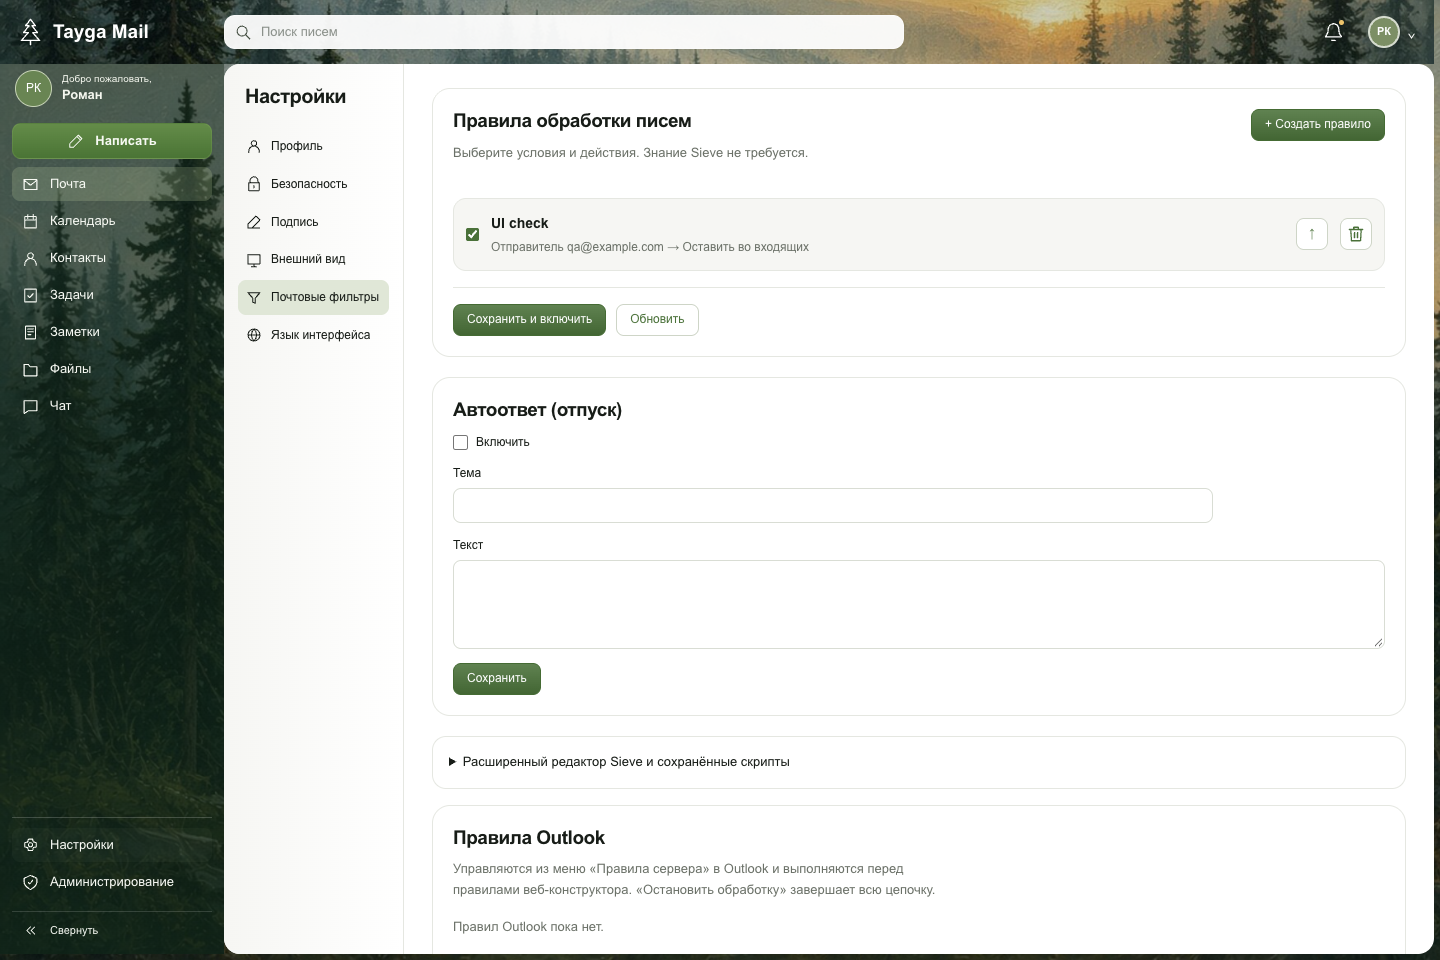 Tayga Mail
Поиск писем
РК
РК
Добро пожаловать,
Роман
Написать
Почта
Календарь
Контакты
Задачи
Заметки
Файлы
Чат
Настройки
Администрирование
Свернуть
Настройки
Профиль
Безопасность
Подпись
Внешний вид
Почтовые фильтры
Язык интерфейса
Правила обработки писем
+ Создать правило
Выберите условия и действия. Знание Sieve не требуется.
UI check
Отправитель qa@example.com → Оставить во входящих
↑
Сохранить и включить
Обновить
Автоответ (отпуск)
Включить
Тема
Текст
Сохранить
Расширенный редактор Sieve и сохранённые скрипты
Правила Outlook
Управляются из меню «Правила сервера» в Outlook и выполняются перед
правилами веб-конструктора. «Остановить обработку» завершает всю цепочку.
Правил Outlook пока нет.